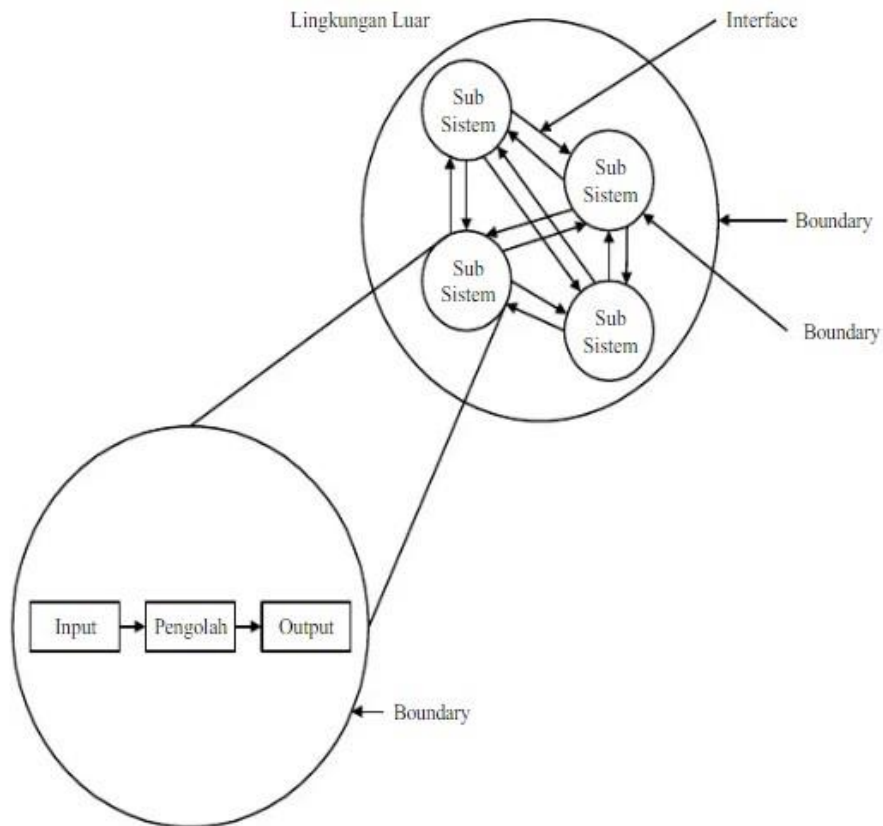 Lingkungan Luar
Interface
Sub
Sistem
Sub
Sistem
Boundary
Sub
Sistem
Sub
Sistem
Boundary
Input
Pengolah
Output
Boundary